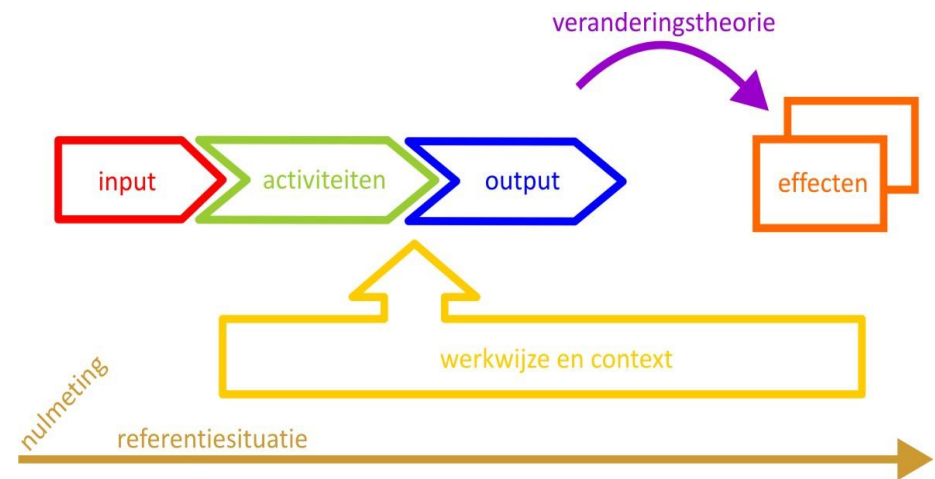 veranderingstheorie
input
activiteiten
output
effecten
werkwijze en context
nulmeting
referentiesituatie